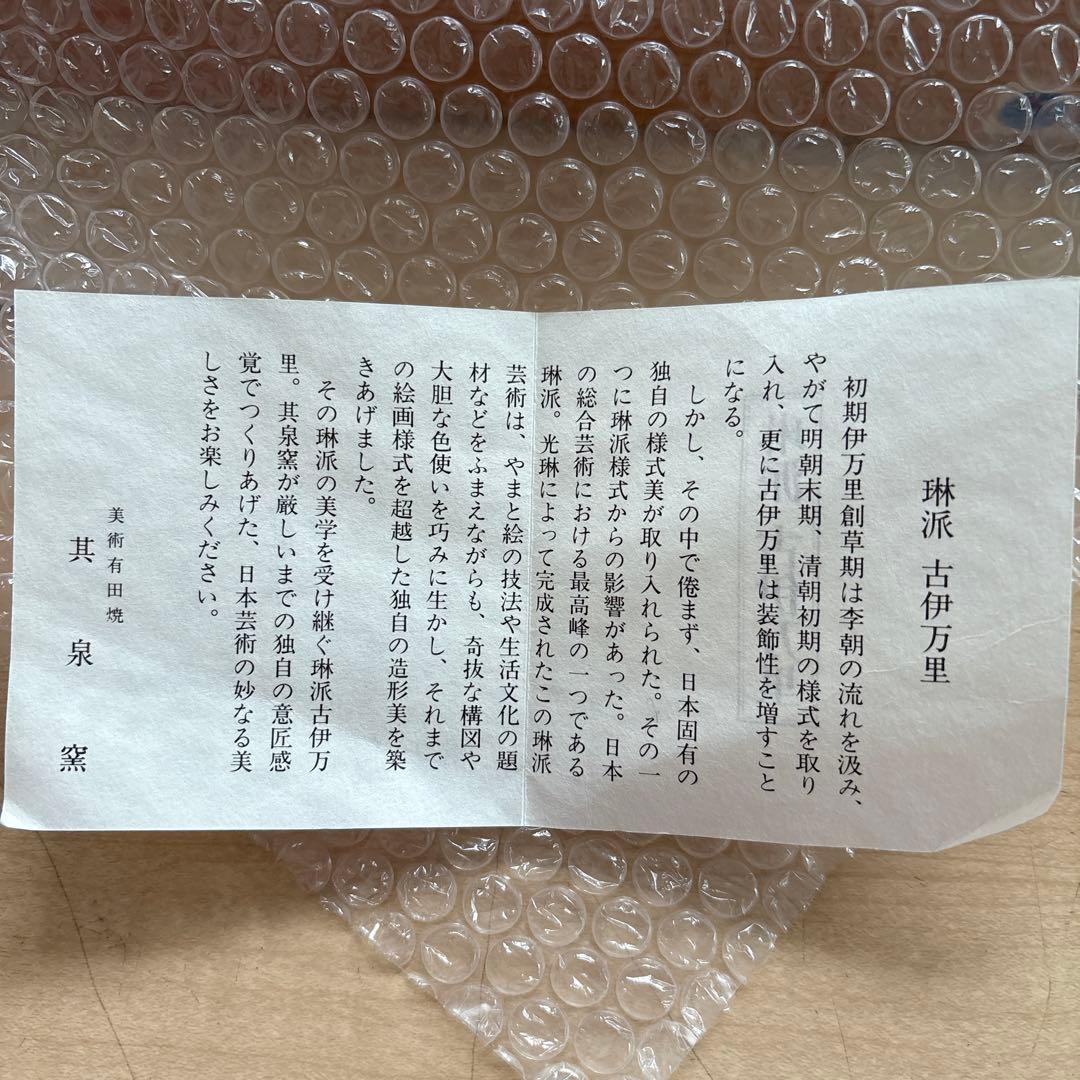 琳派 古伊万里
初期伊万里創草期は李朝の流れを汲み、
やがて明朝末期、清朝初期の様式を取り
入れ、更に古伊万里は装飾性を増すこと
になる。
しかし、その中で倦まず、日本固有の
独自の様式美が取り入れられた。その一
つに琳派様式からの影響があった。日本
の総合芸術における最高峰の一つである
琳派。光琳によって完成されたこの琳派
芸術は、やまと絵の技法や生活文化の題
材などをふまえながらも、奇抜な構図や
大胆な色使いを巧みに生かし、それまで
の絵画様式を超越した独自の造形美を築
きあげました。
その琳派の美学を受け継ぐ琳派古伊万
里。其泉窯が厳しいまでの独自の意匠感
覚でつくりあげた、日本芸術の妙なる美
しさをお楽しみください。
美術有田焼
其泉窯